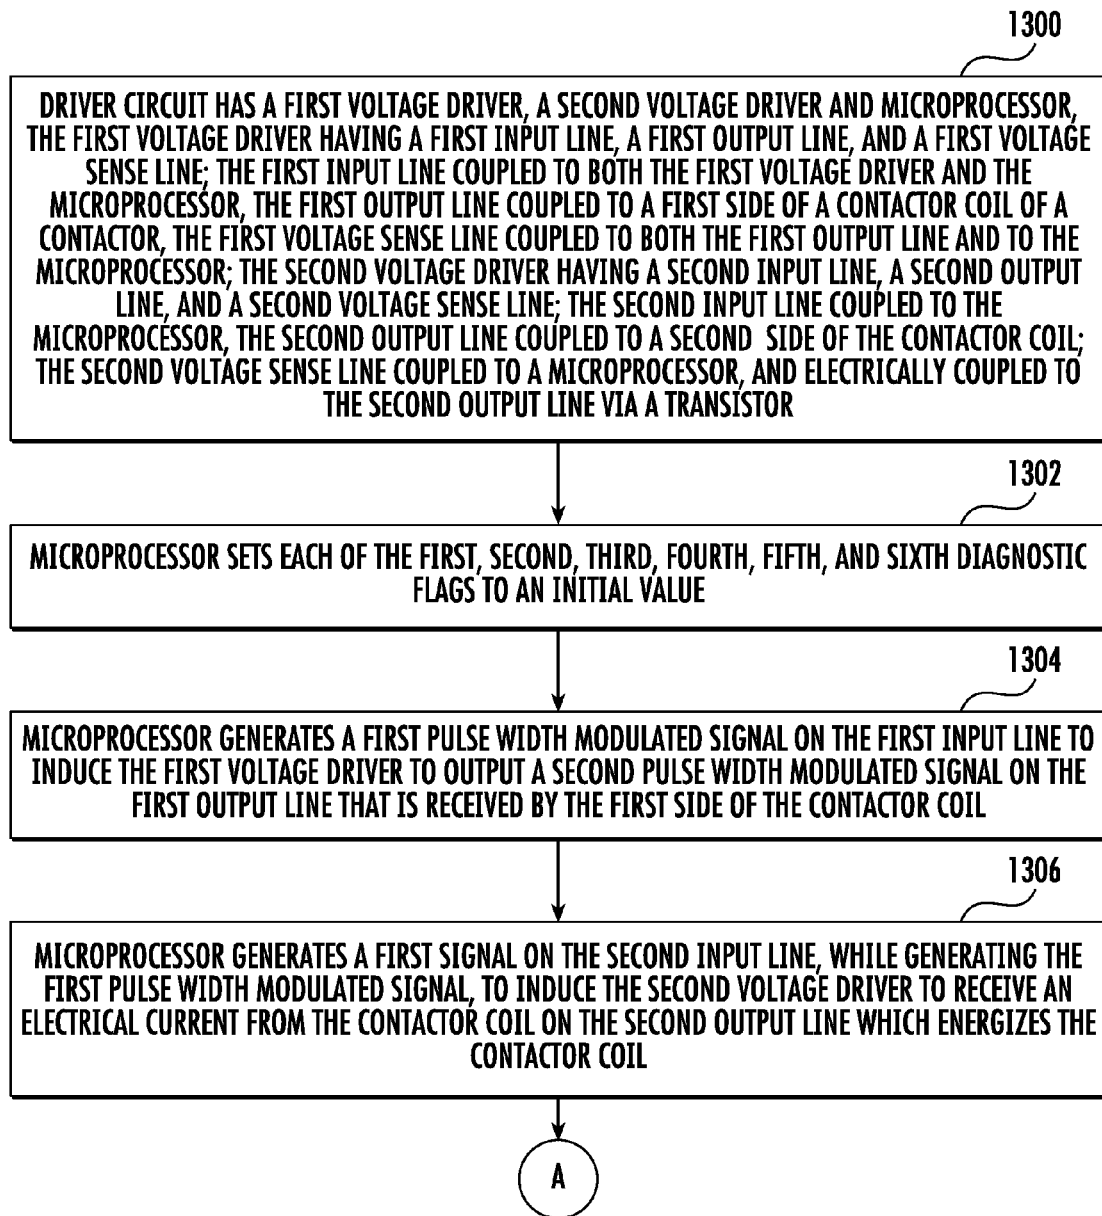 1300
DRIVER CIRCUIT HAS A FIRST VOLTAGE DRIVER, A SECOND VOLTAGE DRIVER AND MICROPROCESSOR,
THE FIRST VOLTAGE DRIVER HAVING A FIRST INPUT LINE, A FIRST OUTPUT LINE, AND A FIRST VOLTAGE
SENSE LINE; THE FIRST INPUT LINE COUPLED TO BOTH THE FIRST VOLTAGE DRIVER AND THE
MICROPROCESSOR, THE FIRST OUTPUT LINE COUPLED TO A FIRST SIDE OF A CONTACTOR COIL OF A
CONTACTOR, THE FIRST VOLTAGE SENSE LINE COUPLED TO BOTH THE FIRST OUTPUT LINE AND TO THE
MICROPROCESSOR; THE SECOND VOLTAGE DRIVER HAVING A SECOND INPUT LINE, A SECOND OUTPUT
LINE, AND A SECOND VOLTAGE SENSE LINE; THE SECOND INPUT LINE COUPLED TO THE
MICROPROCESSOR, THE SECOND OUTPUT LINE COUPLED TO A SECOND SIDE OF THE CONTACTOR COIL;
THE SECOND VOLTAGE SENSE LINE COUPLED TO A MICROPROCESSOR, AND ELECTRICALLY COUPLED TO
THE SECOND OUTPUT LINE VIA A TRANSISTOR
1302
MICROPROCESSOR SETS EACH OF THE FIRST, SECOND, THIRD, FOURTH, FIFTH, AND SIXTH DIAGNOSTIC
FLAGS TO AN INITIAL VALUE
1304
MICROPROCESSOR GENERATES A FIRST PULSE WIDTH MODULATED SIGNAL ON THE FIRST INPUT LINE TO
INDUCE THE FIRST VOLTAGE DRIVER TO OUTPUT A SECOND PULSE WIDTH MODULATED SIGNAL ON THE
FIRST OUTPUT LINE THAT IS RECEIVED BY THE FIRST SIDE OF THE CONTACTOR COIL
1306
MICROPROCESSOR GENERATES A FIRST SIGNAL ON THE SECOND INPUT LINE, WHILE GENERATING THE
FIRST PULSE WIDTH MODULATED SIGNAL, TO INDUCE THE SECOND VOLTAGE DRIVER TO RECEIVE AN
ELECTRICAL CURRENT FROM THE CONTACTOR COIL ON THE SECOND OUTPUT LINE WHICH ENERGIZES THE
CONTACTOR COIL
A